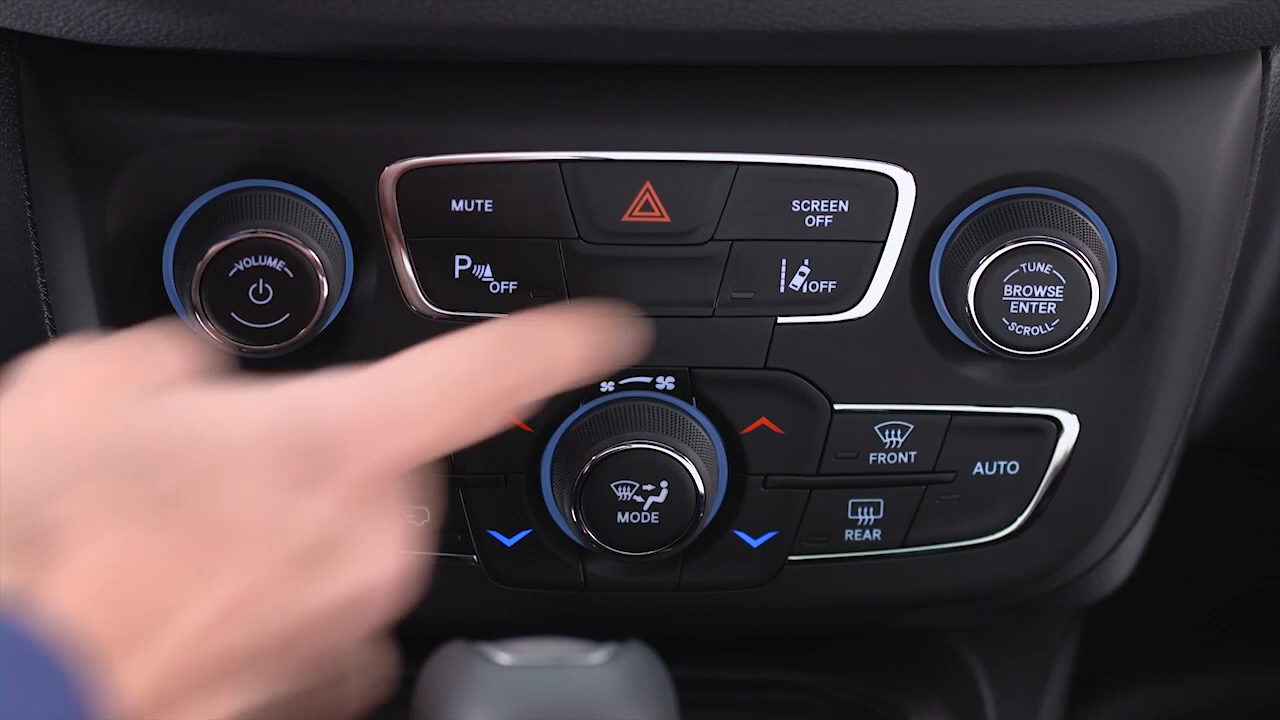 MUTE
SCREEN
OFF
VOLUME
P OFF
OFF
TUNE
BROWSE
ENTER
SCROLL
FRONT
AUTO
MODE
REAR